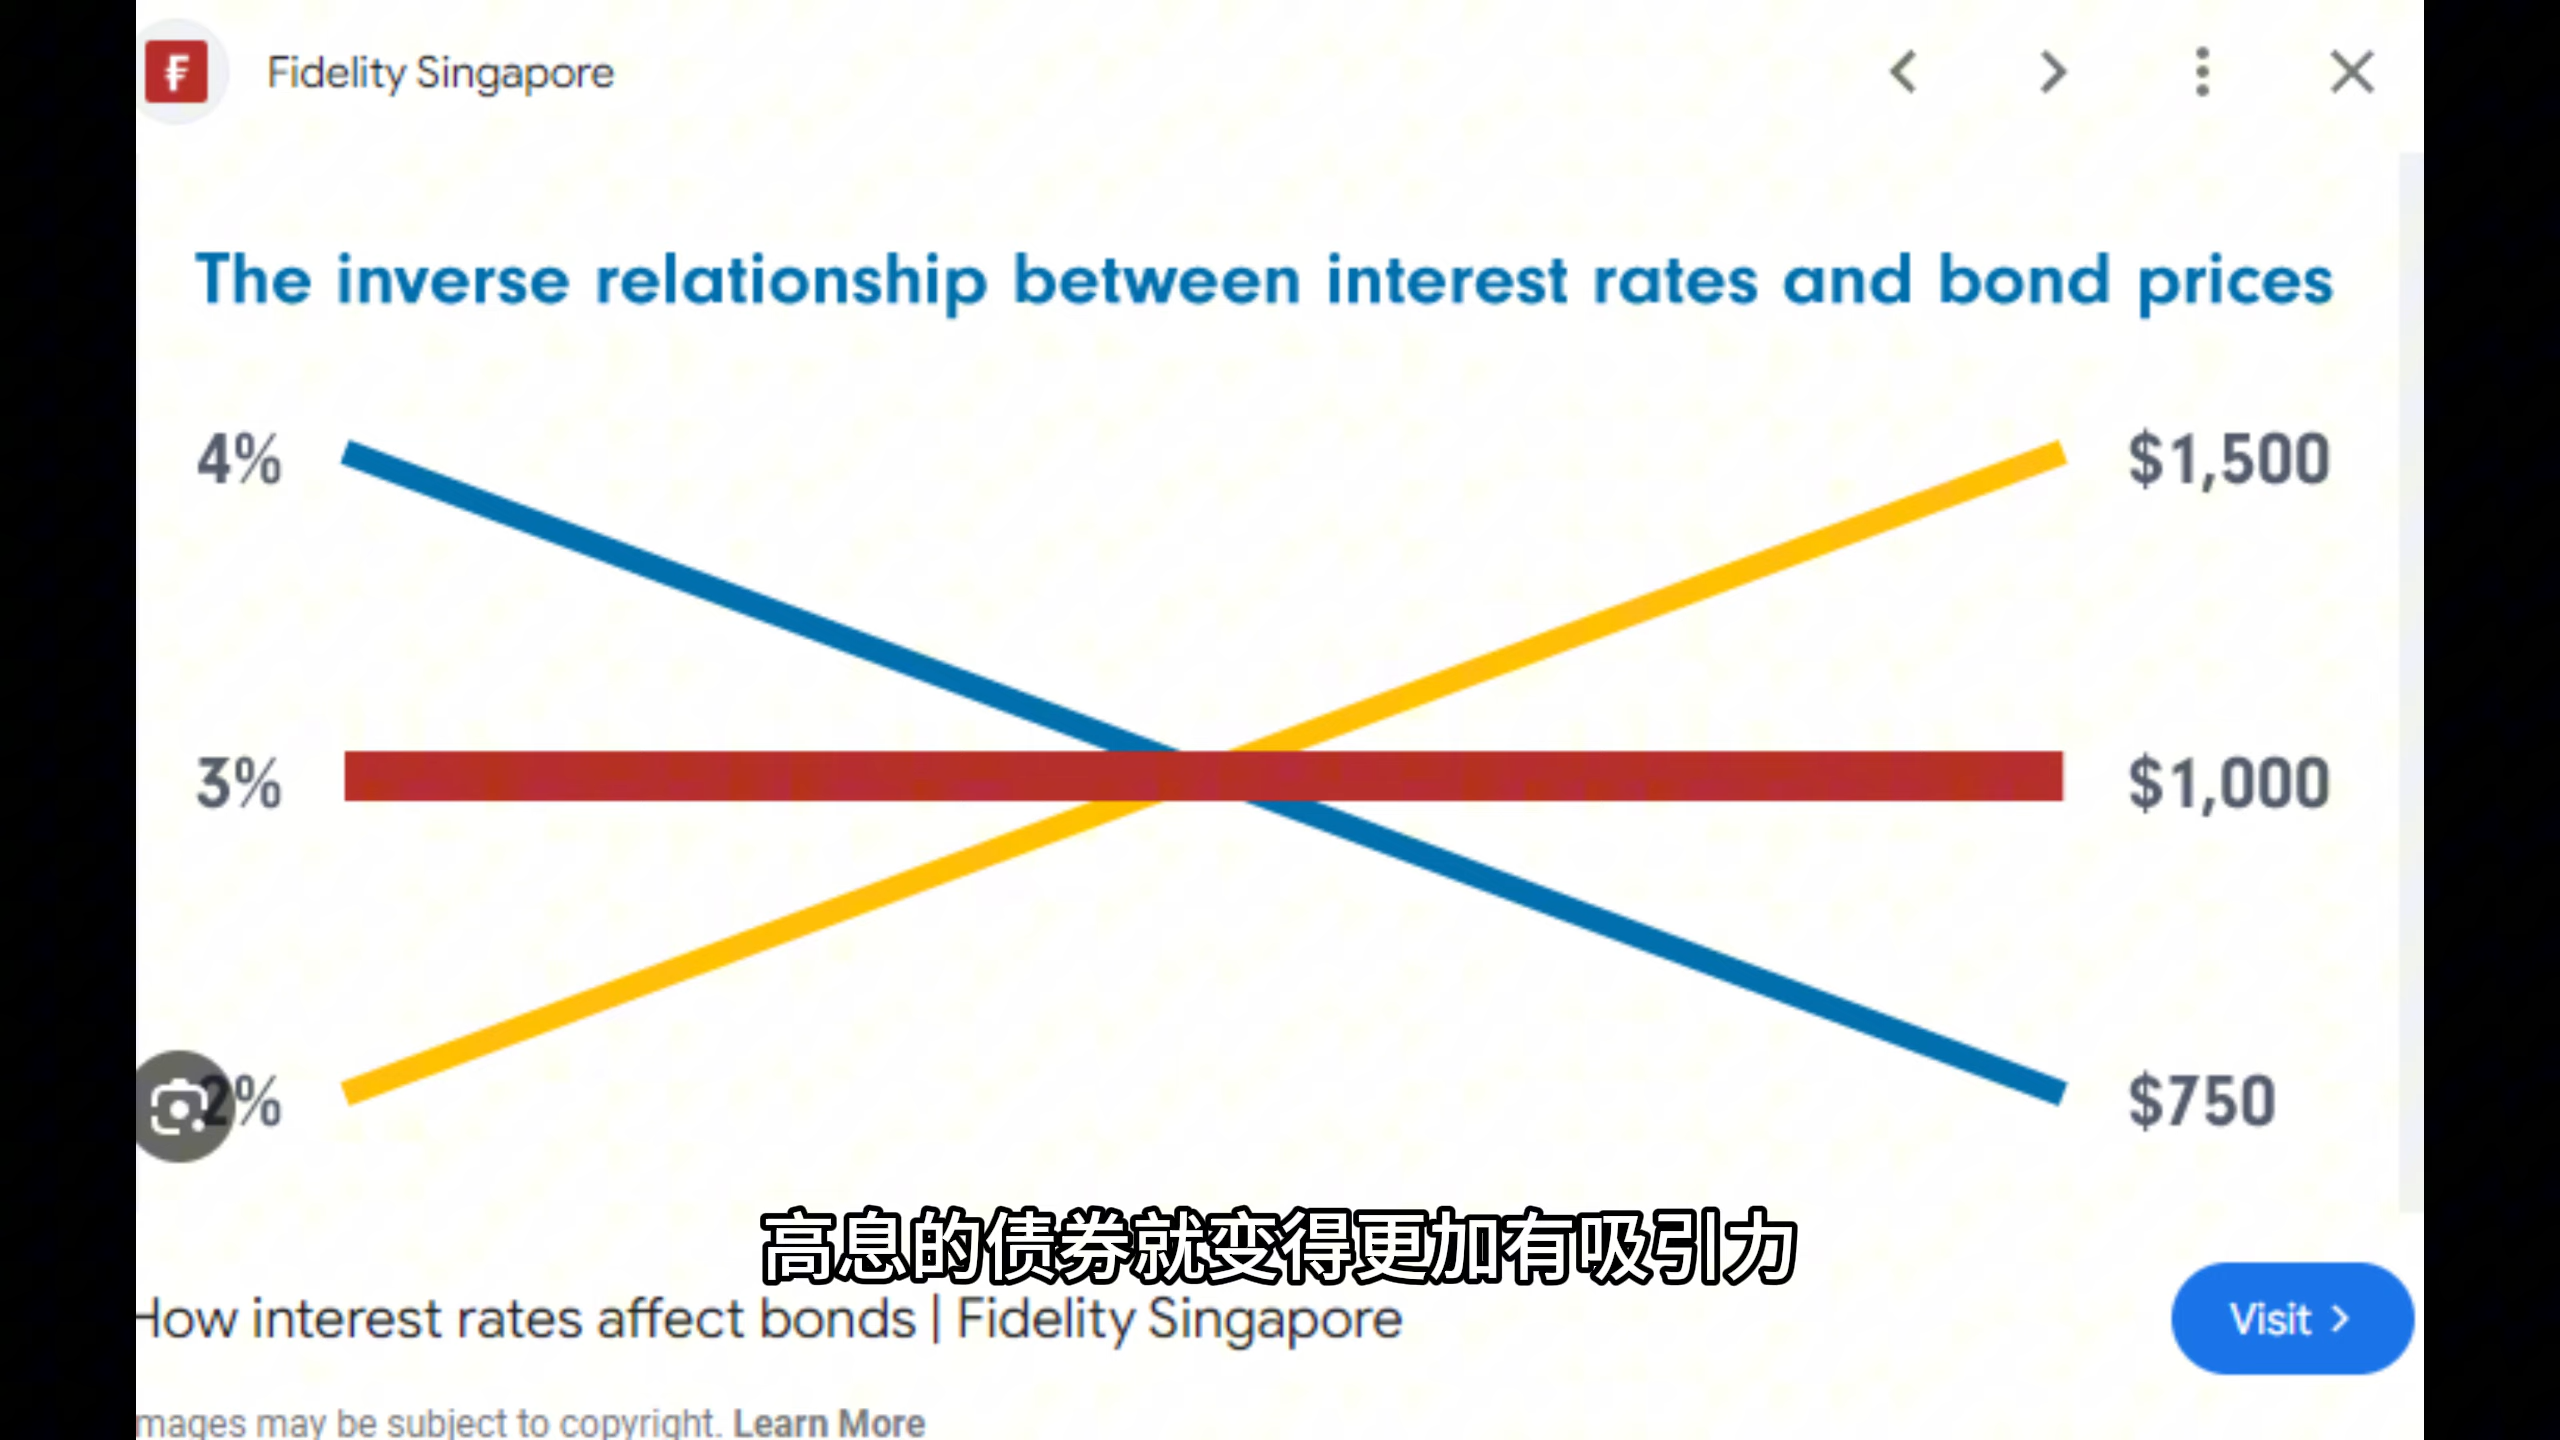 Fidelity Singapore
The inverse relationship between interest rates and bond prices
4%
$1,500
3%
$1,000
2%
$750
高息的债券就变得更加有吸引力
How interest rates affect bonds | Fidelity Singapore
Visit
mages may be subject to copyright. Learn More